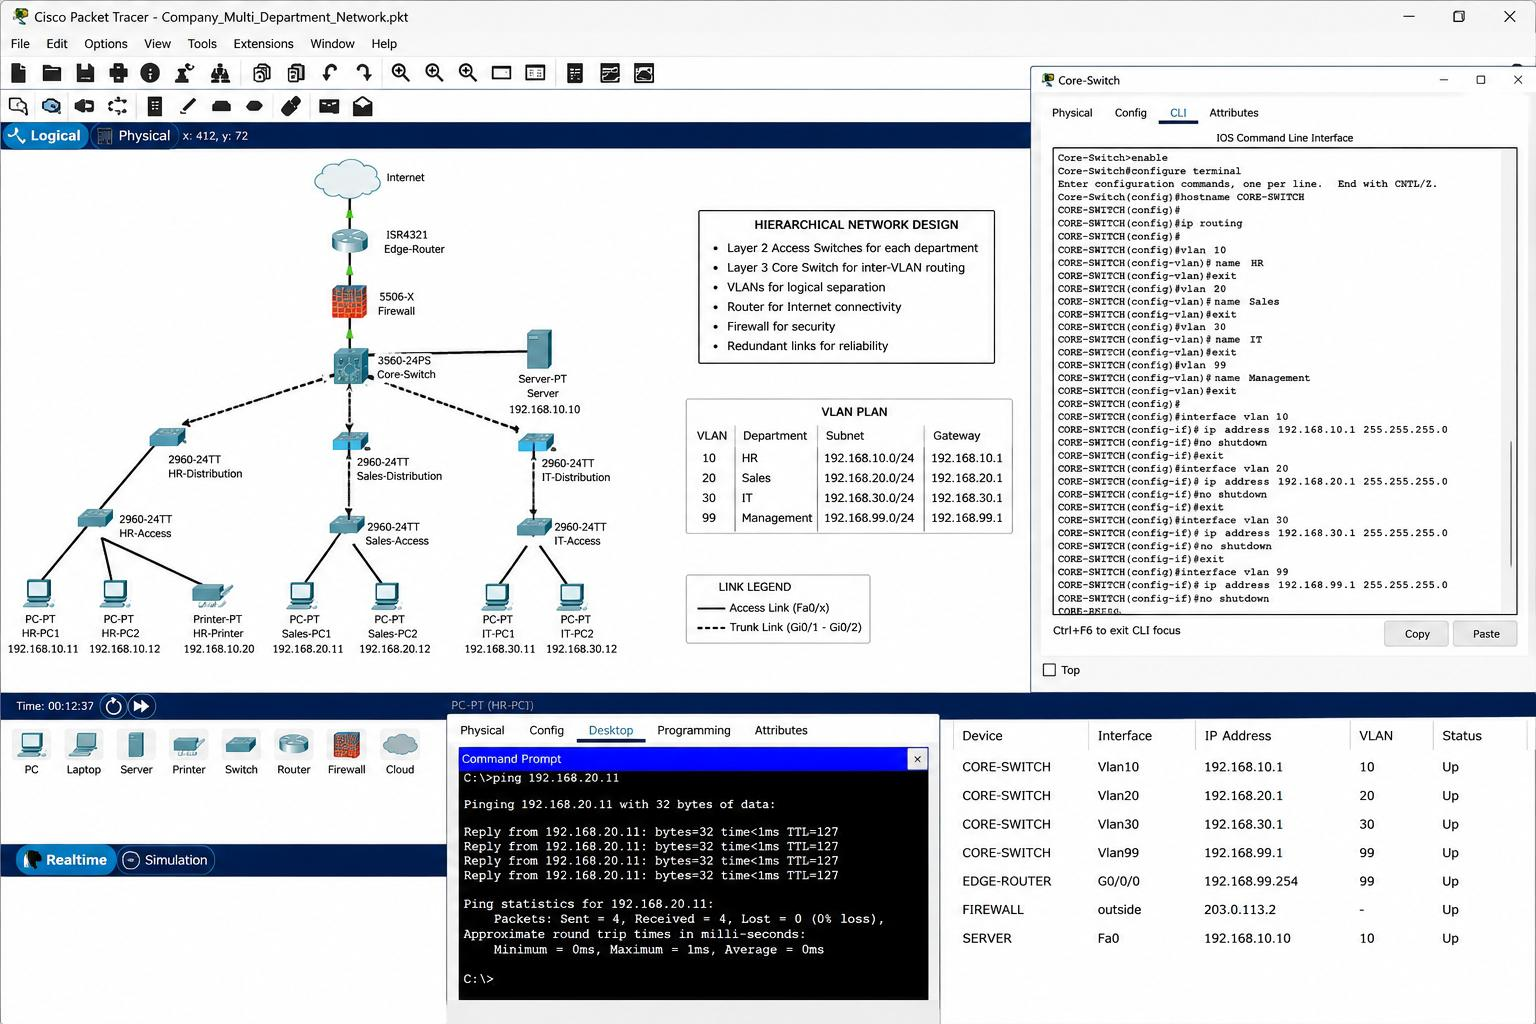 Cisco Packet Tracer - Company_Multi_Department_Network.pkt
File Edit Options View Tools Extensions Window Help
Logical Physical x: 412, y: 72
Internet
ISR4321
Edge-Router
5506-X
Firewall
3560-24PS
Core-Switch
Server-PT
Server
192.168.10.10
2960-24TT
HR-Distribution
2960-24TT
Sales-Distribution
2960-24TT
IT-Distribution
2960-24TT
HR-Access
2960-24TT
Sales-Access
2960-24TT
IT-Access
PC-PT
HR-PC1
192.168.10.11
PC-PT
HR-PC2
192.168.10.12
Printer-PT
HR-Printer
192.168.10.20
PC-PT
Sales-PC1
192.168.20.11
PC-PT
Sales-PC2
192.168.20.12
PC-PT
IT-PC1
192.168.30.11
PC-PT
IT-PC2
192.168.30.12
HIERARCHICAL NETWORK DESIGN
• Layer 2 Access Switches for each department
• Layer 3 Core Switch for inter-VLAN routing
• VLANs for logical separation
• Router for Internet connectivity
• Firewall for security
• Redundant links for reliability
VLAN PLAN
VLAN Department Subnet Gateway
10 HR 192.168.10.0/24 192.168.10.1
20 Sales 192.168.20.0/24 192.168.20.1
30 IT 192.168.30.0/24 192.168.30.1
99 Management 192.168.99.0/24 192.168.99.1
LINK LEGEND
Access Link (Fa0/x)
Trunk Link (Gi0/1 - Gi0/2)
Core-Switch
Physical Config CLI Attributes
IOS Command Line Interface
Core-Switch>enable
Core-Switch#configure terminal
Enter configuration commands, one per line. End with CNTL/Z.
Core-Switch(config)#hostname CORE-SWITCH
CORE-SWITCH(config)#
CORE-SWITCH(config)#ip routing
CORE-SWITCH(config)#
CORE-SWITCH(config)#vlan 10
CORE-SWITCH(config-vlan)# name HR
CORE-SWITCH(config-vlan)#exit
CORE-SWITCH(config)#vlan 20
CORE-SWITCH(config-vlan)# name Sales
CORE-SWITCH(config-vlan)#exit
CORE-SWITCH(config)#vlan 30
CORE-SWITCH(config-vlan)# name IT
CORE-SWITCH(config-vlan)#exit
CORE-SWITCH(config)#vlan 99
CORE-SWITCH(config-vlan)# name Management
CORE-SWITCH(config-vlan)#exit
CORE-SWITCH(config)#
CORE-SWITCH(config)#interface vlan 10
CORE-SWITCH(config-if)# ip address 192.168.10.1 255.255.255.0
CORE-SWITCH(config-if)#no shutdown
CORE-SWITCH(config-if)#exit
CORE-SWITCH(config)#interface vlan 20
CORE-SWITCH(config-if)# ip address 192.168.20.1 255.255.255.0
CORE-SWITCH(config-if)#no shutdown
CORE-SWITCH(config-if)#exit
CORE-SWITCH(config)#interface vlan 30
CORE-SWITCH(config-if)# ip address 192.168.30.1 255.255.255.0
CORE-SWITCH(config-if)#no shutdown
CORE-SWITCH(config-if)#exit
CORE-SWITCH(config)#interface vlan 99
CORE-SWITCH(config-if)# ip address 192.168.99.1 255.255.255.0
CORE-SWITCH(config-if)#no shutdown
Ctrl+F6 to exit CLI focus
Copy Paste
Top
Time: 00:12:37
PC Laptop Server Printer Switch Router Firewall Cloud
Realtime Simulation
PC-PT (HR-PC1)
Physical Config Desktop Programming Attributes
Command Prompt
C:\>ping 192.168.20.11
Pinging 192.168.20.11 with 32 bytes of data:
Reply from 192.168.20.11: bytes=32 time<1ms TTL=127
Reply from 192.168.20.11: bytes=32 time<1ms TTL=127
Reply from 192.168.20.11: bytes=32 time<1ms TTL=127
Reply from 192.168.20.11: bytes=32 time<1ms TTL=127
Ping statistics for 192.168.20.11:
Packets: Sent = 4, Received = 4, Lost = 0 (0% loss),
Approximate round trip times in milli-seconds:
Minimum = 0ms, Maximum = 1ms, Average = 0ms
C:\>
Device Interface IP Address VLAN Status
CORE-SWITCH Vlan10 192.168.10.1 10 Up
CORE-SWITCH Vlan20 192.168.20.1 20 Up
CORE-SWITCH Vlan30 192.168.30.1 30 Up
CORE-SWITCH Vlan99 192.168.99.1 99 Up
EDGE-ROUTER G0/0/0 192.168.99.254 99 Up
FIREWALL outside 203.0.113.2 - Up
SERVER Fa0 192.168.10.10 10 Up